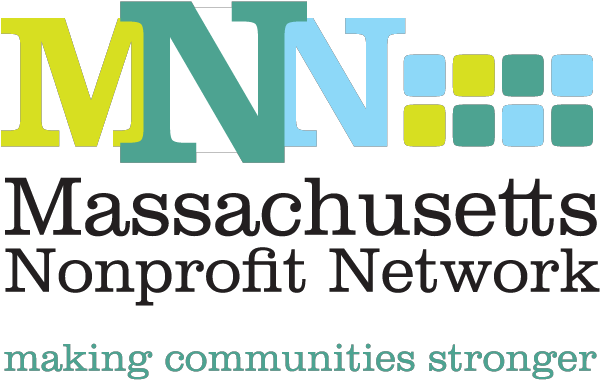 MNN
Massachusetts
Nonprofit Network
making communities stronger